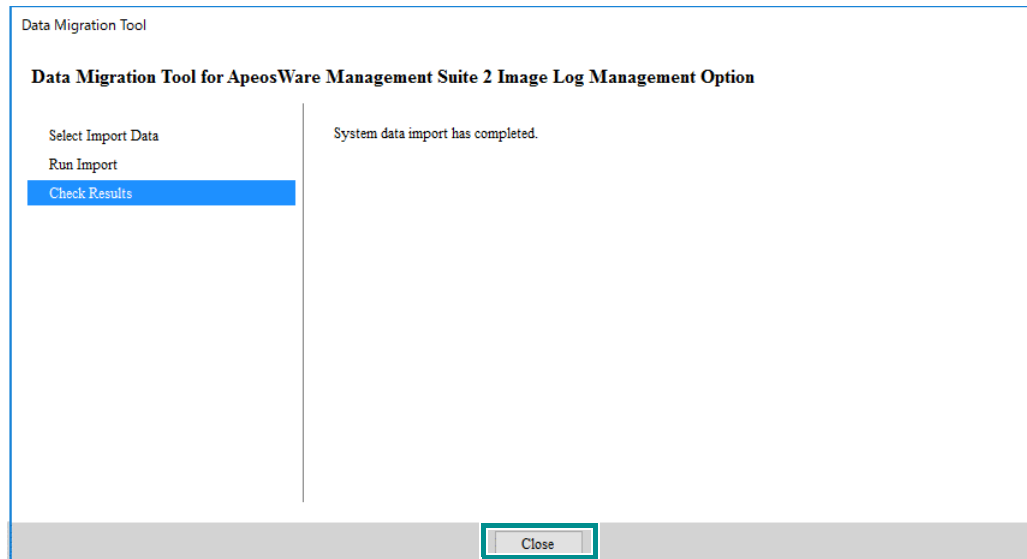 Data Migration Tool
Data Migration Tool for ApeosWare Management Suite 2 Image Log Management Option
Select Import Data
Run Import
Check Results
System data import has completed.
Close